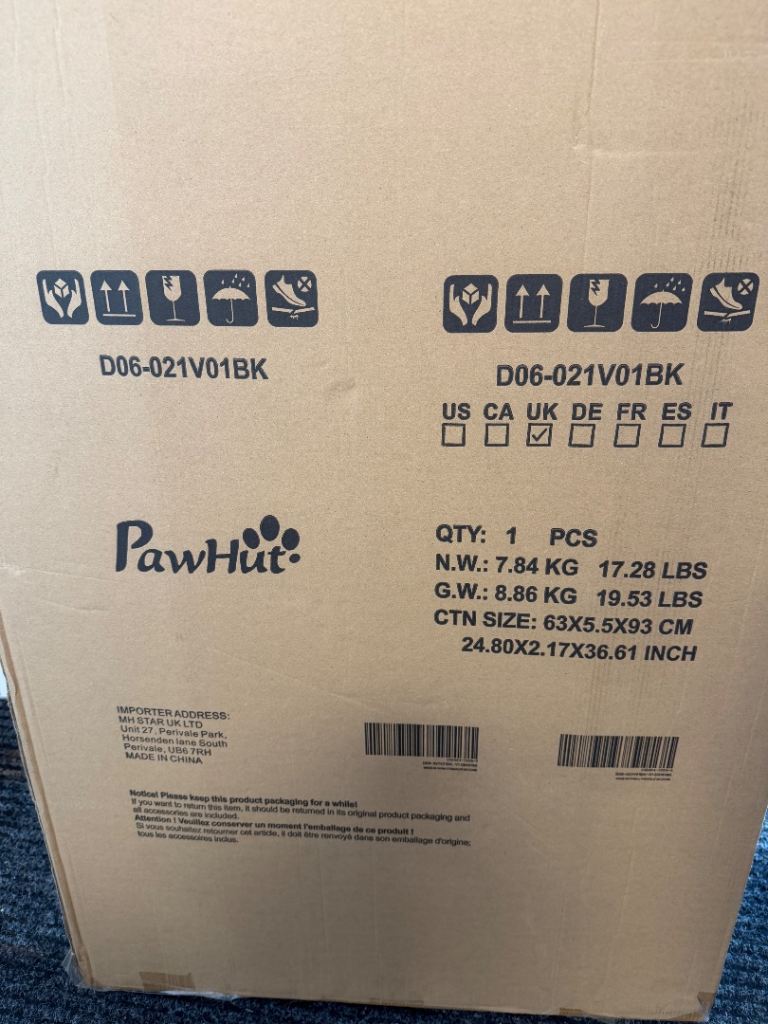 D06-021V01BK
D06-021V01BK
US CA UK DE FR ES IT
PawHut
QTY: 1 PCS
N.W.: 7.84 KG 17.28 LBS
G.W.: 8.86 KG 19.53 LBS
CTN SIZE: 63X5.5X93 CM
24.80X2.17X36.61 INCH
IMPORTER ADDRESS:
MH STAR UK LTD
Unit 27, Perivale Park,
Horsenden lane South
Perivale, UB6 7RH
MADE IN CHINA
Notice! Please keep this product packaging for a while!
If you want to return this item, it should be returned in its original product packaging and
all accessories are included.
Attention ! Veuillez conserver un moment l'emballage de ce produit !
Si vous souhaitez retourner cet article, il doit être renvoyé dans son emballage d'origine;
tous les accessoires inclus.